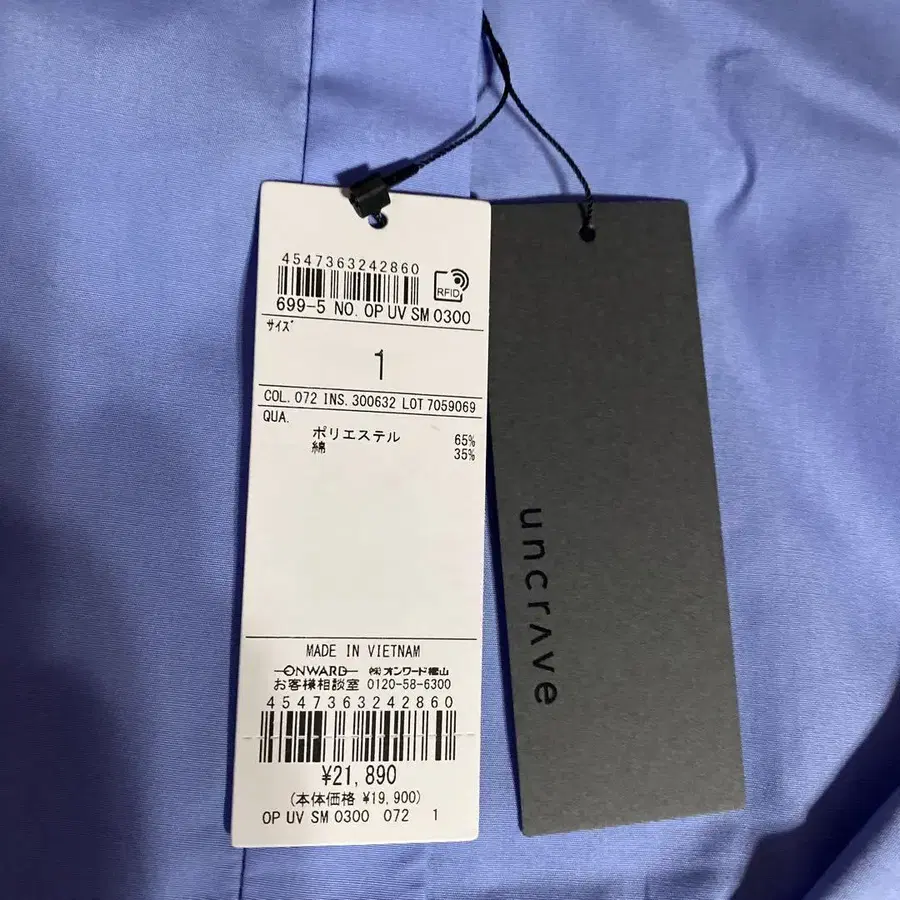 4547363242860
RFID
699-5 NO. OP UV SM 0300
サイズ
1
COL. 072 INS. 300632 LOT 7059069
QUA.
ポリエステル 65%
綿 35%
MADE IN VIETNAM
ONWARD ㈱オンワード樫山
お客様相談室 0120-58-6300
4547363242860
¥21,890
(本体価格 ¥19,900)
OP UV SM 0300 072 1
uncrʌve